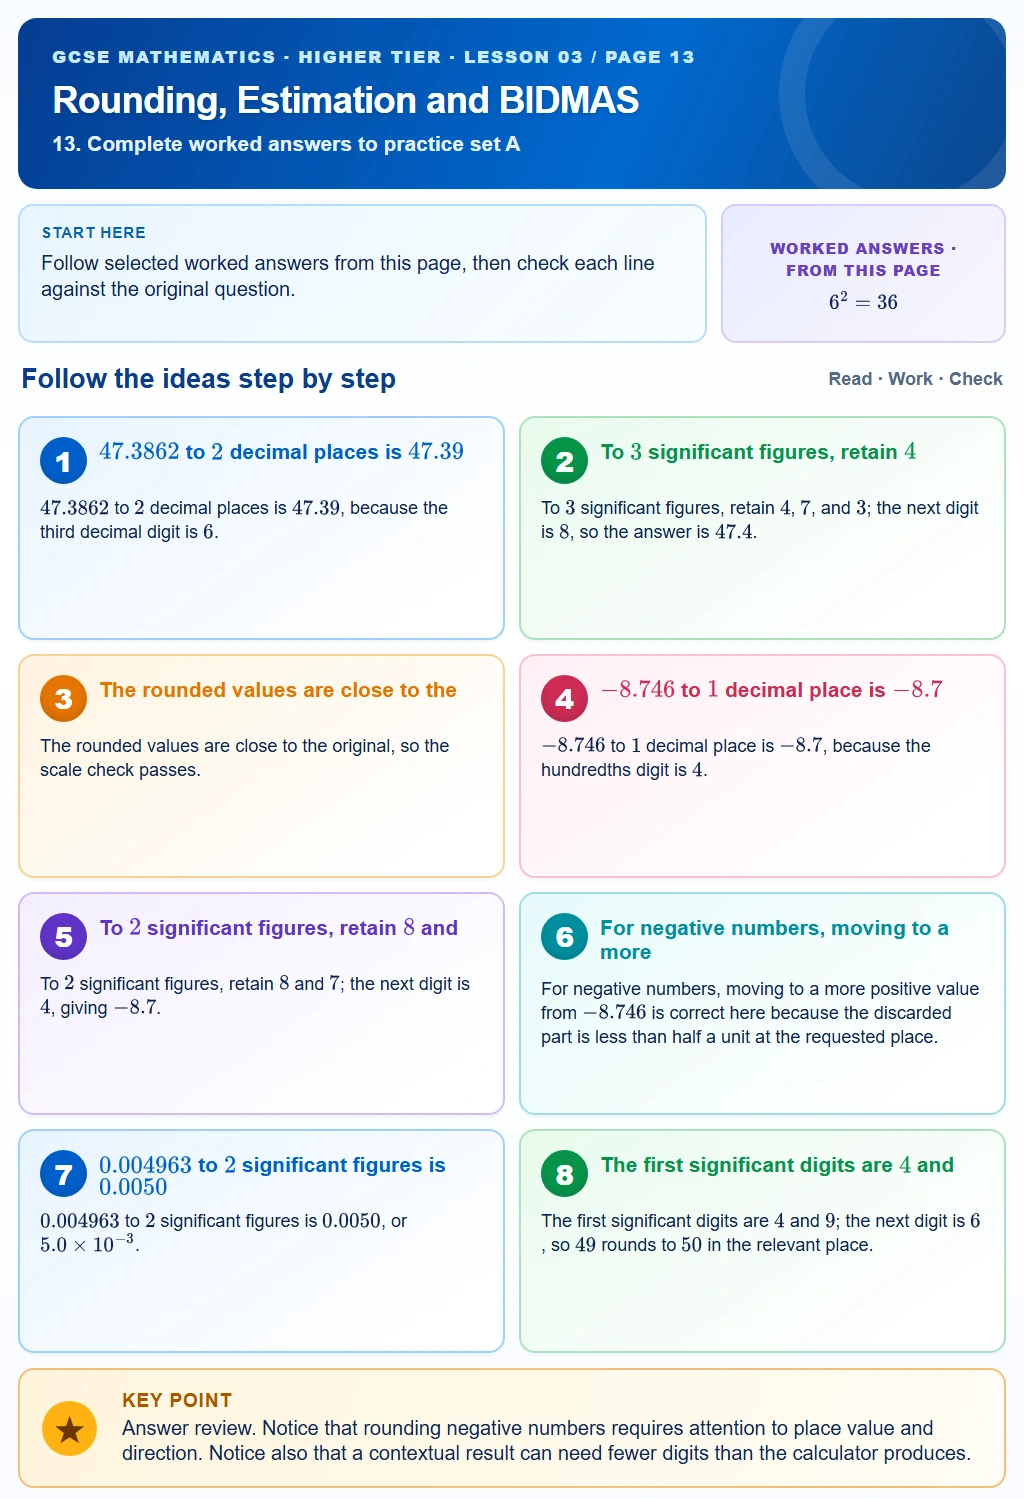 GCSE MATHEMATICS · HIGHER TIER · LESSON 03 / PAGE 13
Rounding, Estimation and BIDMAS
13. Complete worked answers to practice set A
START HERE
Follow selected worked answers from this page, then check each line
against the original question.
WORKED ANSWERS ·
FROM THIS PAGE
6² = 36
Follow the ideas step by step
Read · Work · Check
1
47.3862 to 2 decimal places is 47.39
47.3862 to 2 decimal places is 47.39, because the
third decimal digit is 6.
2
To 3 significant figures, retain 4
To 3 significant figures, retain 4, 7, and 3; the next digit
is 8, so the answer is 47.4.
3
The rounded values are close to the
The rounded values are close to the original, so the
scale check passes.
4
−8.746 to 1 decimal place is −8.7
−8.746 to 1 decimal place is −8.7, because the
hundredths digit is 4.
5
To 2 significant figures, retain 8 and
To 2 significant figures, retain 8 and 7; the next digit is
4, giving −8.7.
6
For negative numbers, moving to a
more
For negative numbers, moving to a more positive value
from −8.746 is correct here because the discarded
part is less than half a unit at the requested place.
7
0.004963 to 2 significant figures is
0.0050
0.004963 to 2 significant figures is 0.0050, or
5.0 × 10⁻³.
8
The first significant digits are 4 and
The first significant digits are 4 and 9; the next digit is 6
, so 49 rounds to 50 in the relevant place.
KEY POINT
Answer review. Notice that rounding negative numbers requires attention to place value and
direction. Notice also that a contextual result can need fewer digits than the calculator produces.